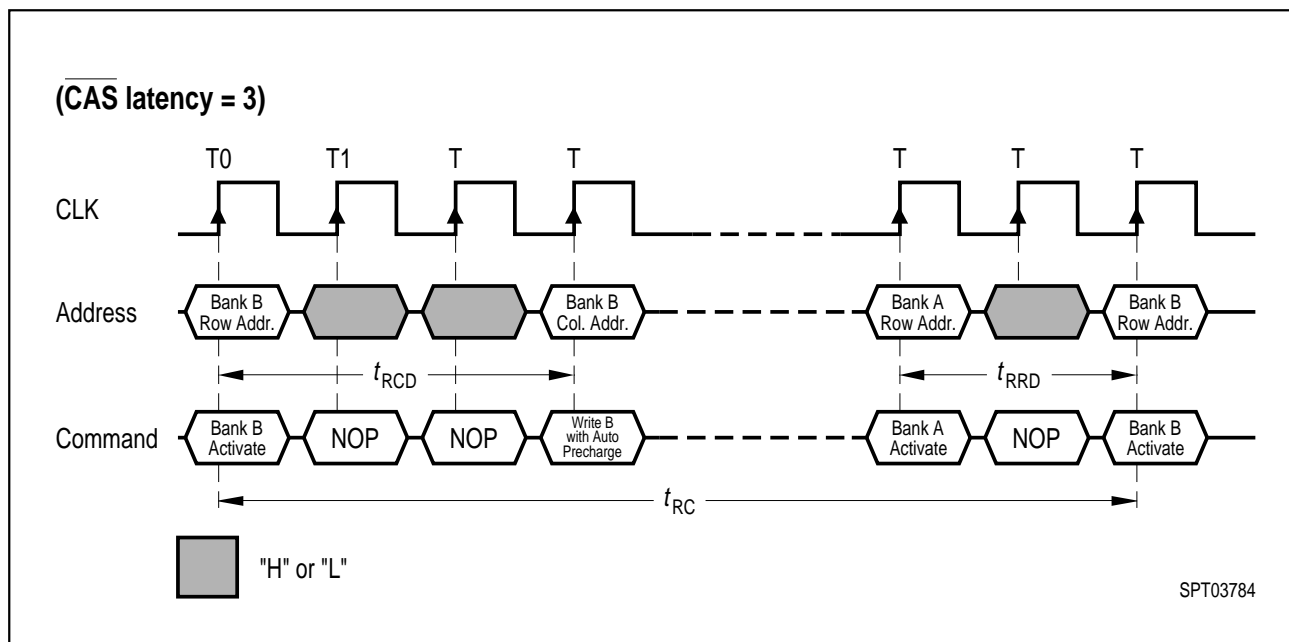 (CAS latency = 3)
T0 T1 T T T T T
CLK
Address
Bank B
Row Addr.
Bank B
Col. Addr.
Bank A
Row Addr.
Bank B
Row Addr.
tRCD
tRRD
Command
Bank B
Activate
NOP
NOP
Write B
with Auto
Precharge
Bank A
Activate
NOP
Bank B
Activate
tRC
"H" or "L"
SPT03784